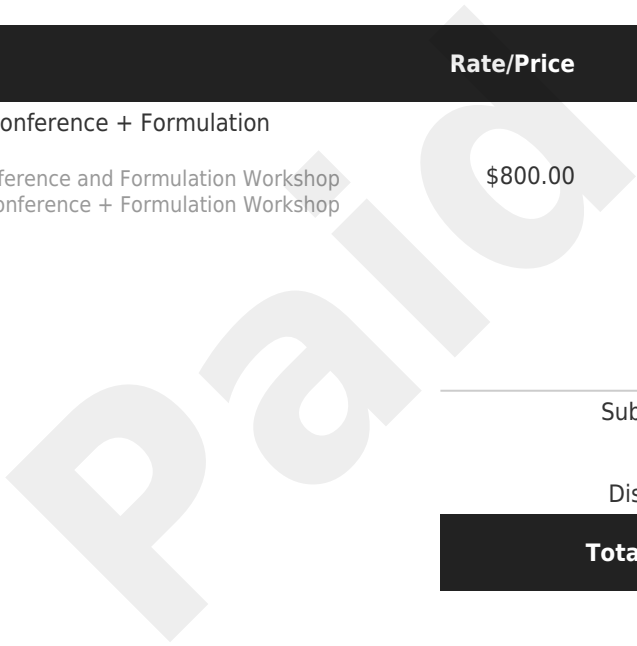 Rate/Price
onference + Formulation
ference and Formulation Workshop
onference + Formulation Workshop
$800.00
Sub
Dis
Tota
Paid